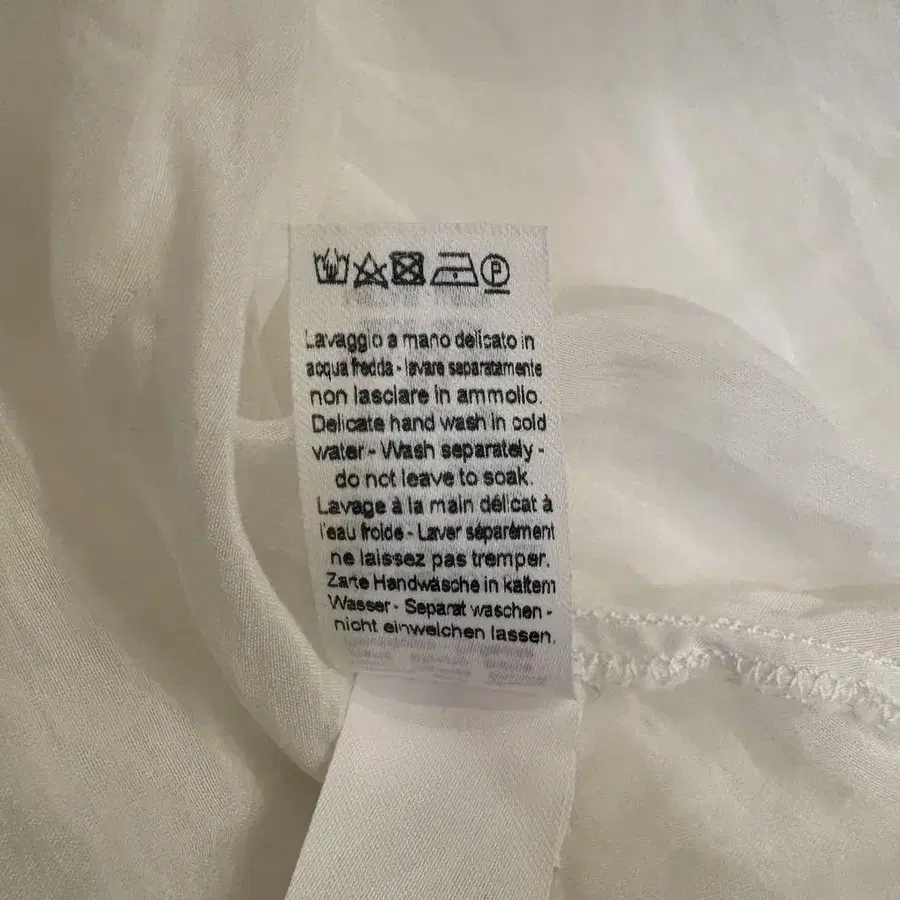 P
Lavaggio a mano delicato in
acqua fredda - lavare separatamente
non lasciare in ammollo.
Delicate hand wash in cold
water - Wash separately -
do not leave to soak.
Lavage à la main délicat à
l'eau froide - Laver séparément
ne laissez pas tremper.
Zarte Handwäsche in kaltem
Wasser - Separat waschen -
nicht einweichen lassen.